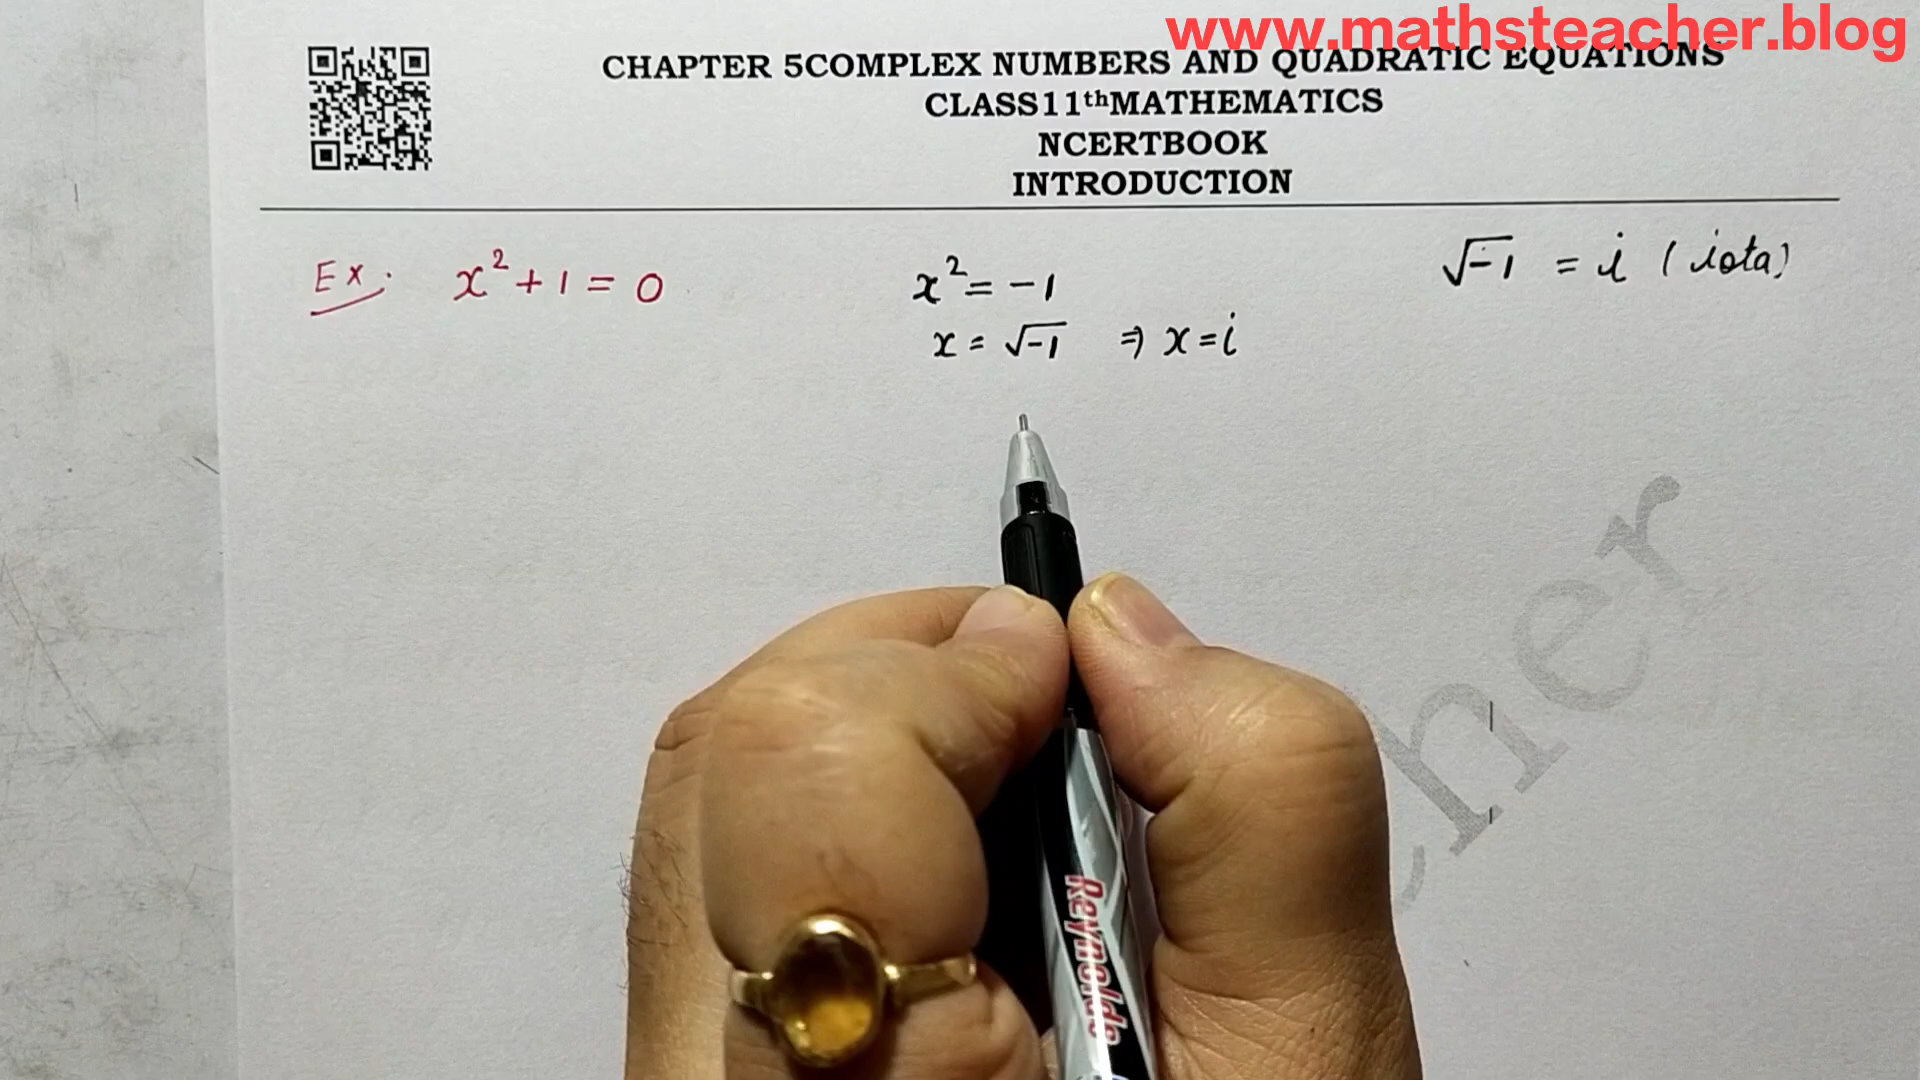 www.mathsteacher.blog
CHAPTER 5COMPLEX NUMBERS AND QUADRATIC EQUATIONS
CLASS11thMATHEMATICS
NCERTBOOK
INTRODUCTION
Ex. x² + 1 = 0
x² = -1
x = √-1 ⇒ x = i
√-1 = i (iota)
cher
Reynolds